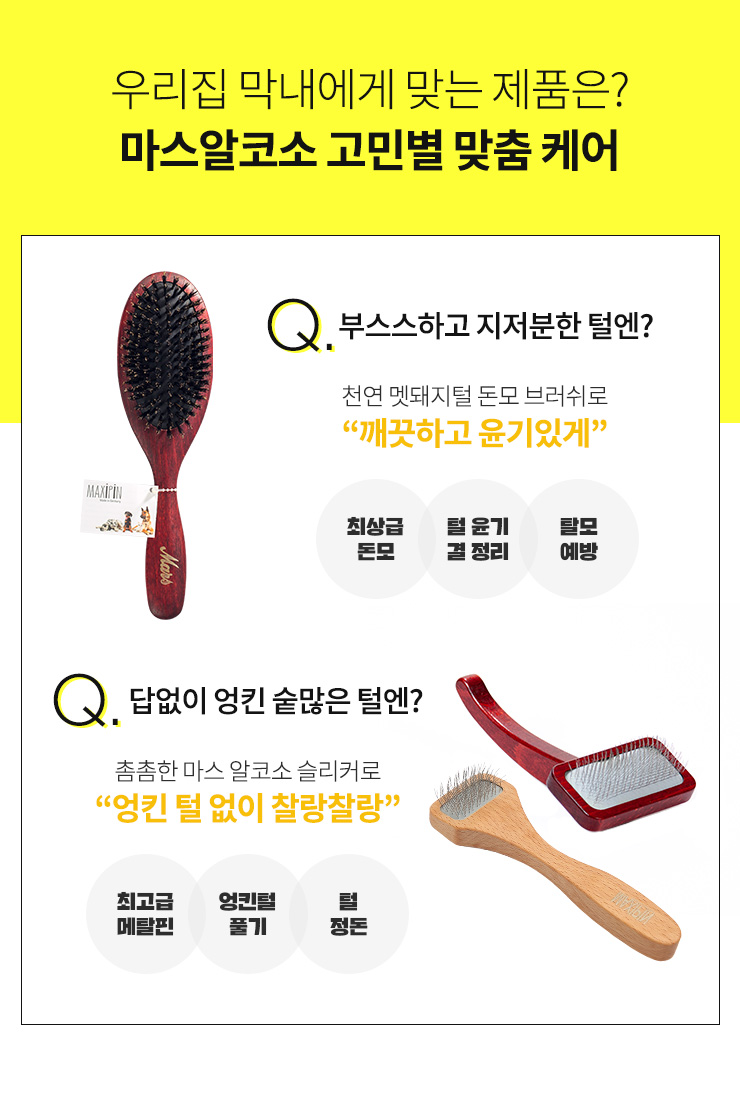 우리집 막내에게 맞는 제품은?
마스알코소 고민별 맞춤 케어
Q. 부스스하고 지저분한 털엔?
천연 멧돼지털 돈모 브러쉬로
“깨끗하고 윤기있게”
MAXIPIN
Mars
최상급
돈모
털 윤기
결 정리
탈모
예방
Q. 답없이 엉킨 숱많은 털엔?
촘촘한 마스 알코소 슬리커로
“엉킨 털 없이 찰랑찰랑”
최고급
메탈핀
엉킨털
풀기
털
정돈